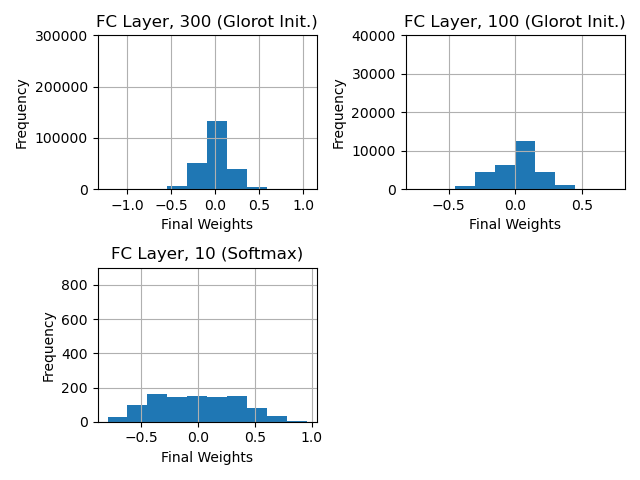 FC Layer, 300 (Glorot Init.)
300000
200000
100000
0
Frequency
−1.0 −0.5 0.0 0.5 1.0
Final Weights
FC Layer, 100 (Glorot Init.)
40000
30000
20000
10000
0
Frequency
−0.5 0.0 0.5
Final Weights
FC Layer, 10 (Softmax)
800
600
400
200
0
Frequency
−0.5 0.0 0.5 1.0
Final Weights